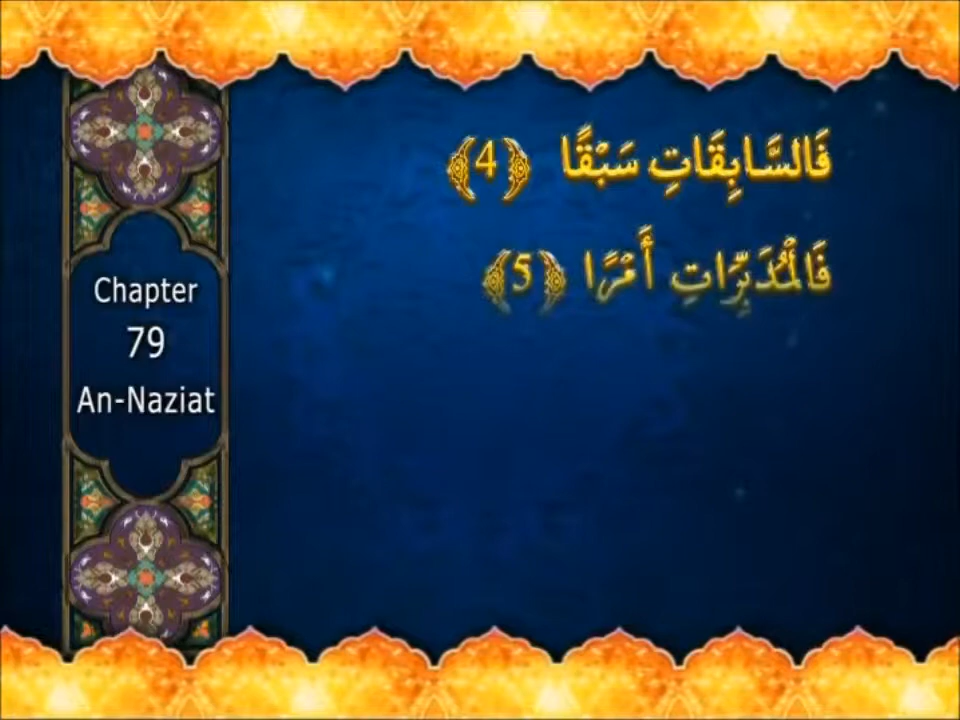 فَالسَّابِقَاتِ سَبْقًا ﴿4﴾
فَالْمُدَبِّرَاتِ أَمْرًا ﴿5﴾
Chapter
79
An-Naziat